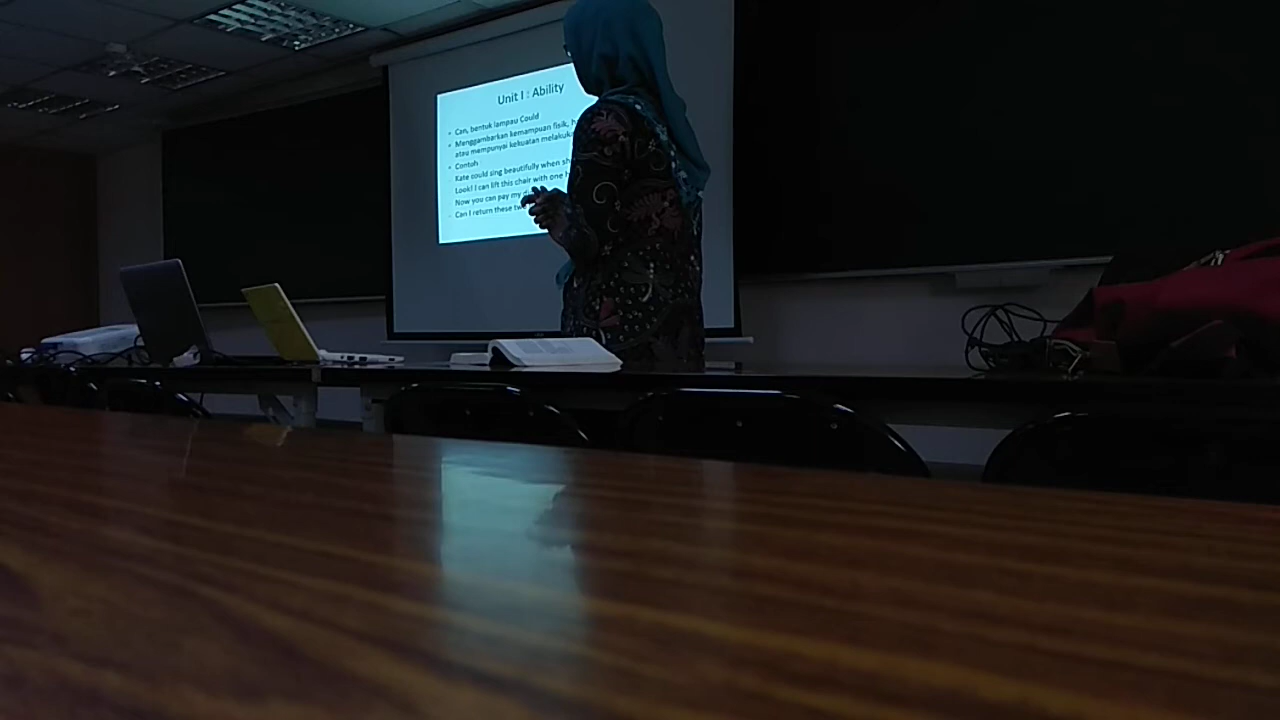 Unit I : Ability
Can, bentuk lampau Could
Menggambarkan kemampuan fisik,
atau mempunyai kekuatan
Contoh
Kate could sing beautifully when
Look! I can lift this chair with one
Now you can pay my
Can I return these